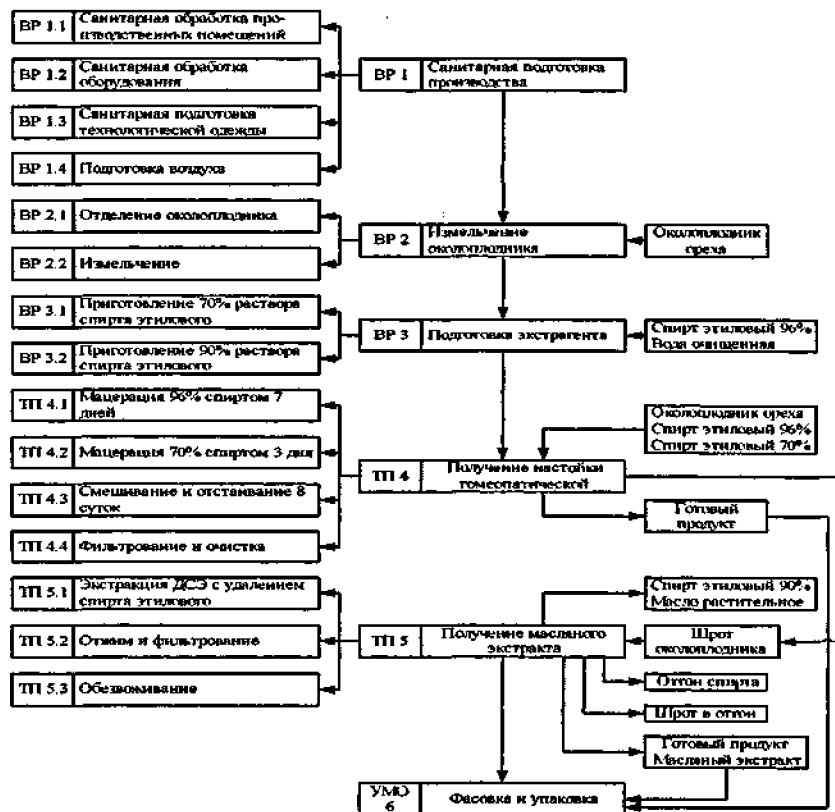 ВР 1.1
Санитарная обработка про-
изводственных помещений
ВР 1.2
Санитарная обработка
оборудования
ВР 1
Санитарная подготовка
производства
ВР 1.3
Санитарная подготовка
технологической одежды
ВР 1.4
Подготовка воздуха
ВР 2.1
Отделение околоплодника
ВР 2
Измельчение
околоплодника
Околоплодник
ореха
ВР 2.2
Измельчение
ВР 3.1
Приготовление 70% раствора
спирта этилового
ВР 3
Подготовка экстрагента
Спирт этиловый 96%
Вода очищенная
ВР 3.2
Приготовление 90% раствора
спирта этилового
ТП 4.1
Мацерация 96% спиртом 7
дней
Околоплодник ореха
Спирт этиловый 96%
Спирт этиловый 70%
ТП 4.2
Мацерация 70% спиртом 3 дня
ТП 4
Получение настойки
гомеопатической
ТП 4.3
Смешивание и отстаивание 8
суток
Готовый
продукт
ТП 4.4
Фильтрование и очистка
ТП 5.1
Экстракция ДСЭ с удалением
спирта этилового
Спирт этиловый 90%
Масло растительное
ТП 5.2
Отжим и фильтрование
ТП 5
Получение масляного
экстракта
Шрот
околоплодника
ТП 5.3
Обезвоживание
Отгон спирта
Шрот в отгон
Готовый продукт
Масляный экстракт
УМО
6
Фасовка и упаковка